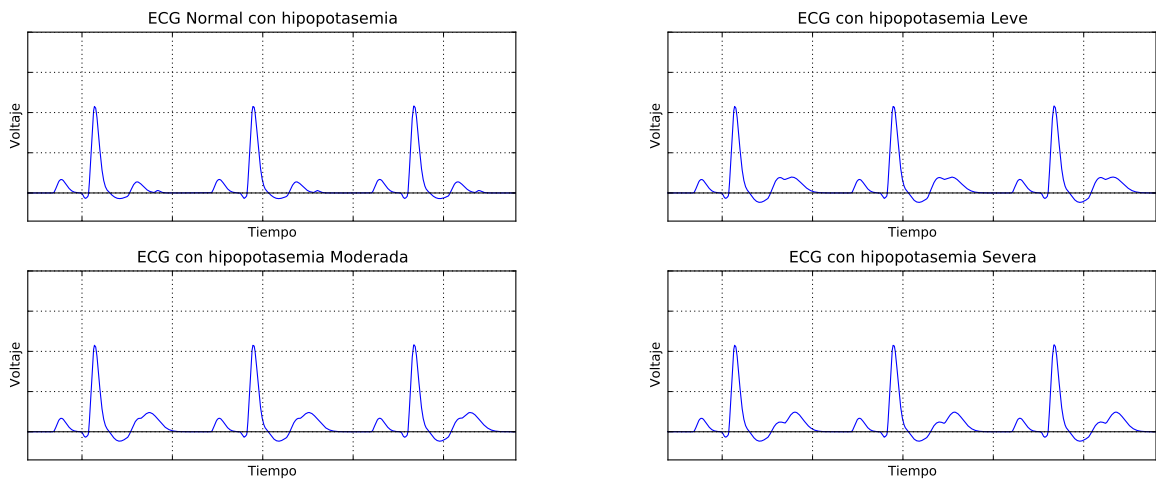 ECG Normal con hipopotasemia
Voltaje
Tiempo
ECG con hipopotasemia Leve
Voltaje
Tiempo
ECG con hipopotasemia Moderada
Voltaje
Tiempo
ECG con hipopotasemia Severa
Voltaje
Tiempo